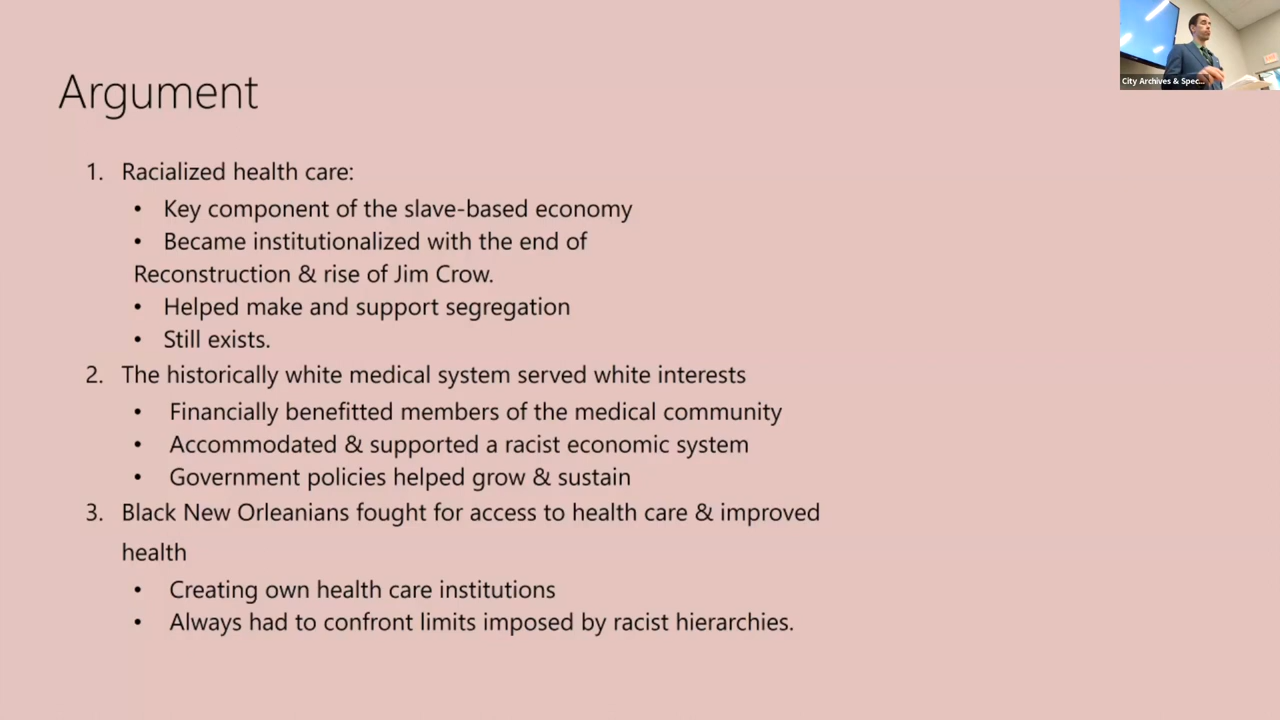 City Archives & Spec...
Argument
1. Racialized health care:
• Key component of the slave-based economy
• Became institutionalized with the end of
Reconstruction & rise of Jim Crow.
• Helped make and support segregation
• Still exists.
2. The historically white medical system served white interests
• Financially benefitted members of the medical community
• Accommodated & supported a racist economic system
• Government policies helped grow & sustain
3. Black New Orleanians fought for access to health care & improved
health
• Creating own health care institutions
• Always had to confront limits imposed by racist hierarchies.